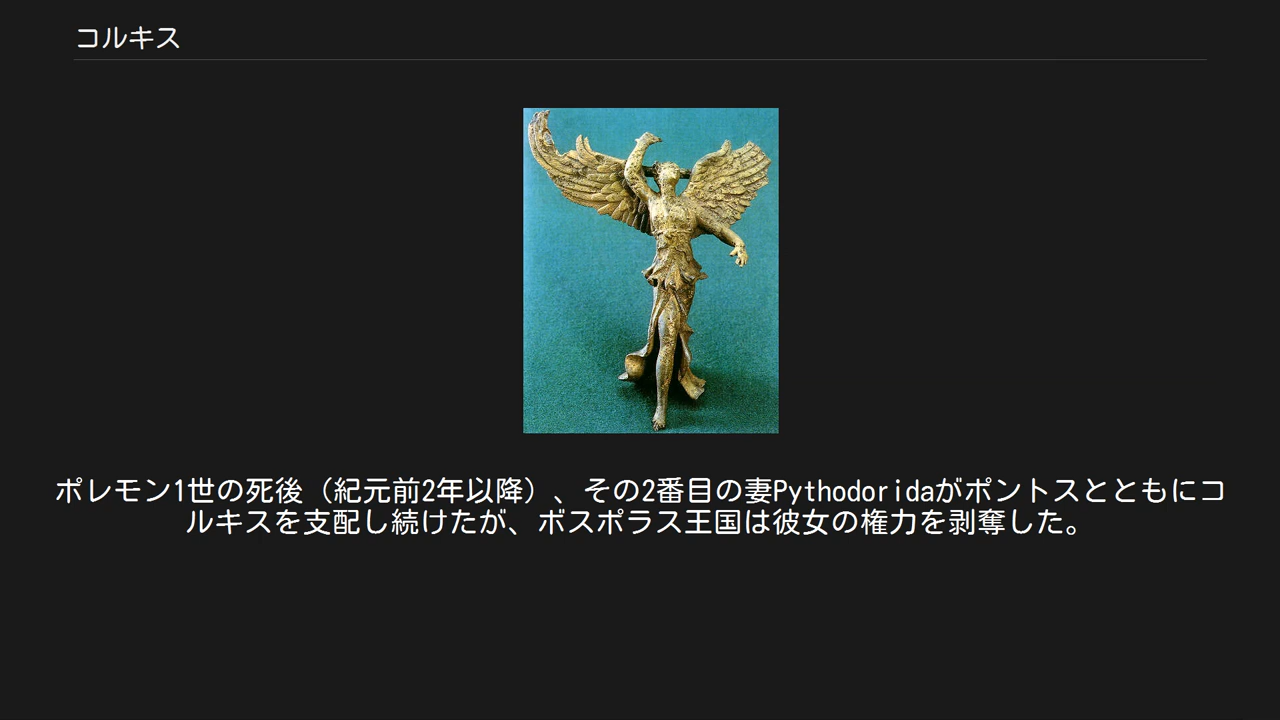 コルキス
ポレモン1世の死後（紀元前2年以降）、その2番目の妻Pythodoridaがポントスとともにコ
ルキスを支配し続けたが、ボスポラス王国は彼女の権力を剥奪した。